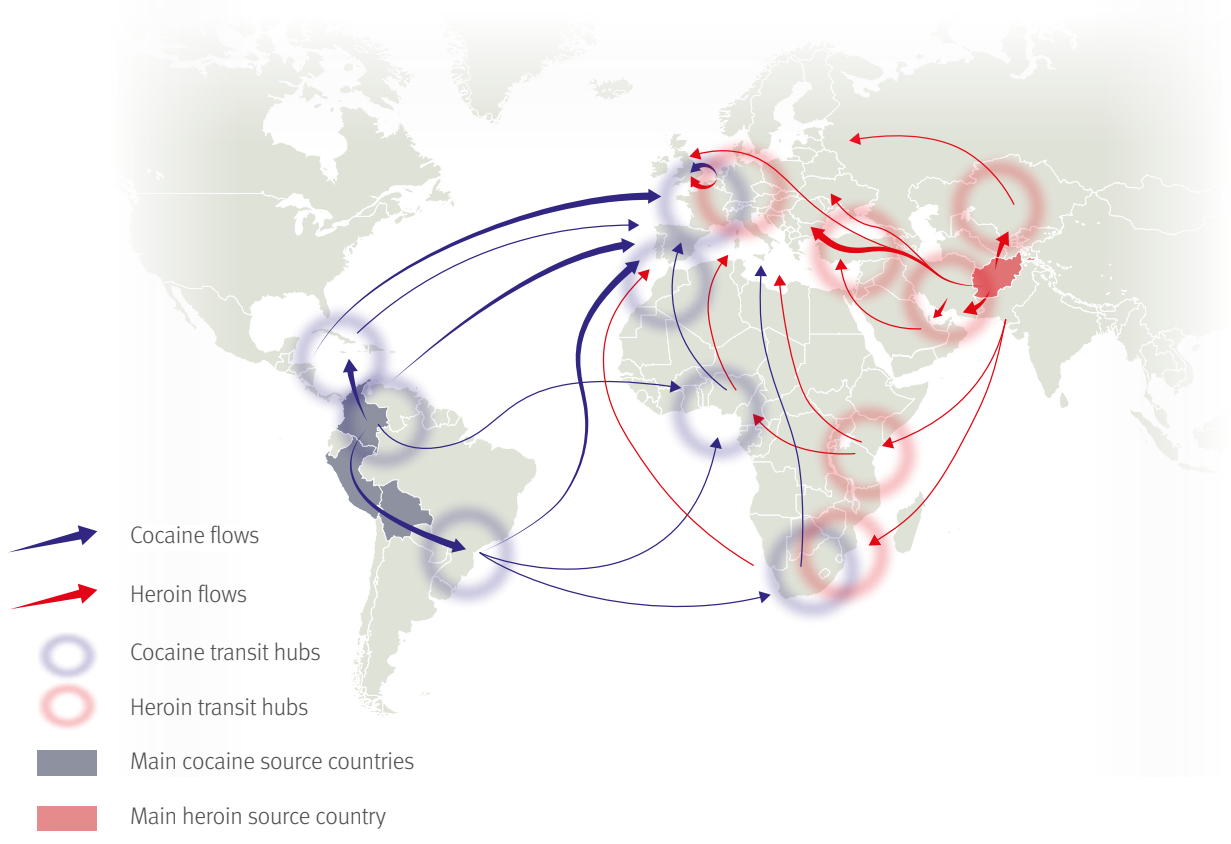 Cocaine flows
Heroin flows
Cocaine transit hubs
Heroin transit hubs
Main cocaine source countries
Main heroin source country